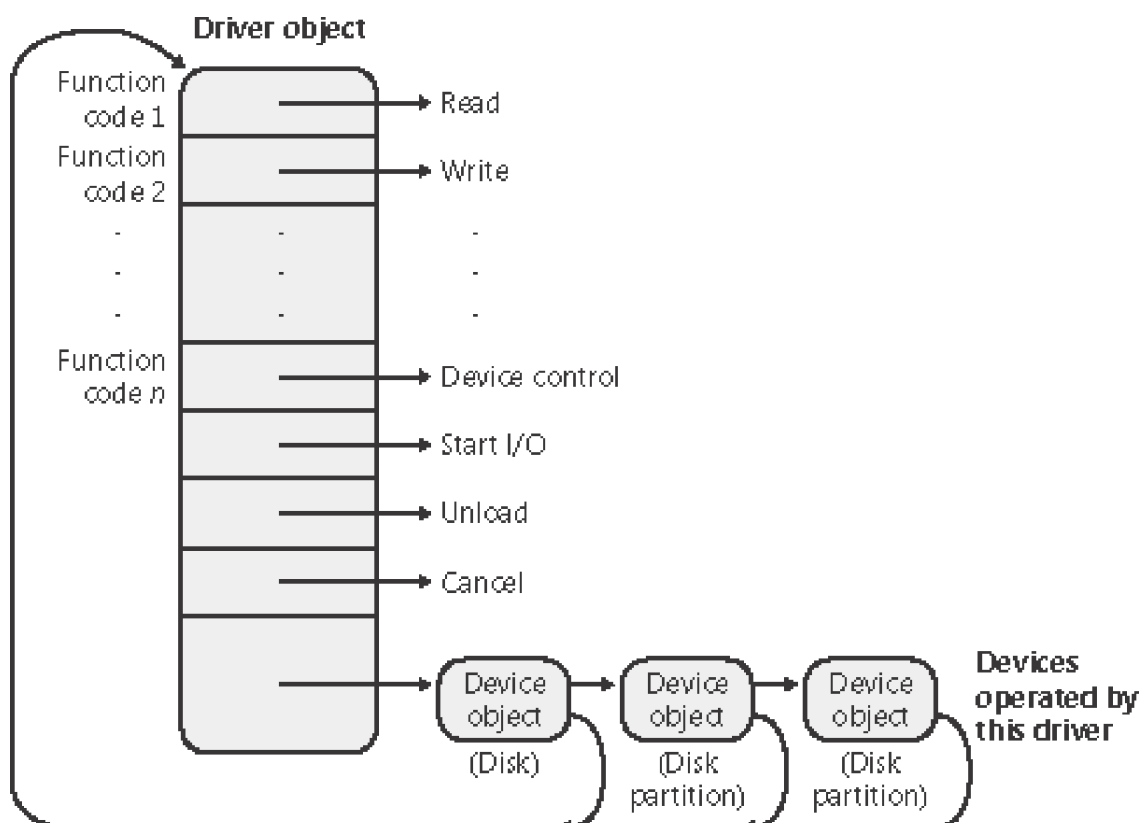 Driver object
Function
code 1
Read
Function
code 2
Write
Function
code n
Device control
Start I/O
Unload
Cancel
Device
object
(Disk)
Device
object
(Disk
partition)
Device
object
(Disk
partition)
Devices
operated by
this driver